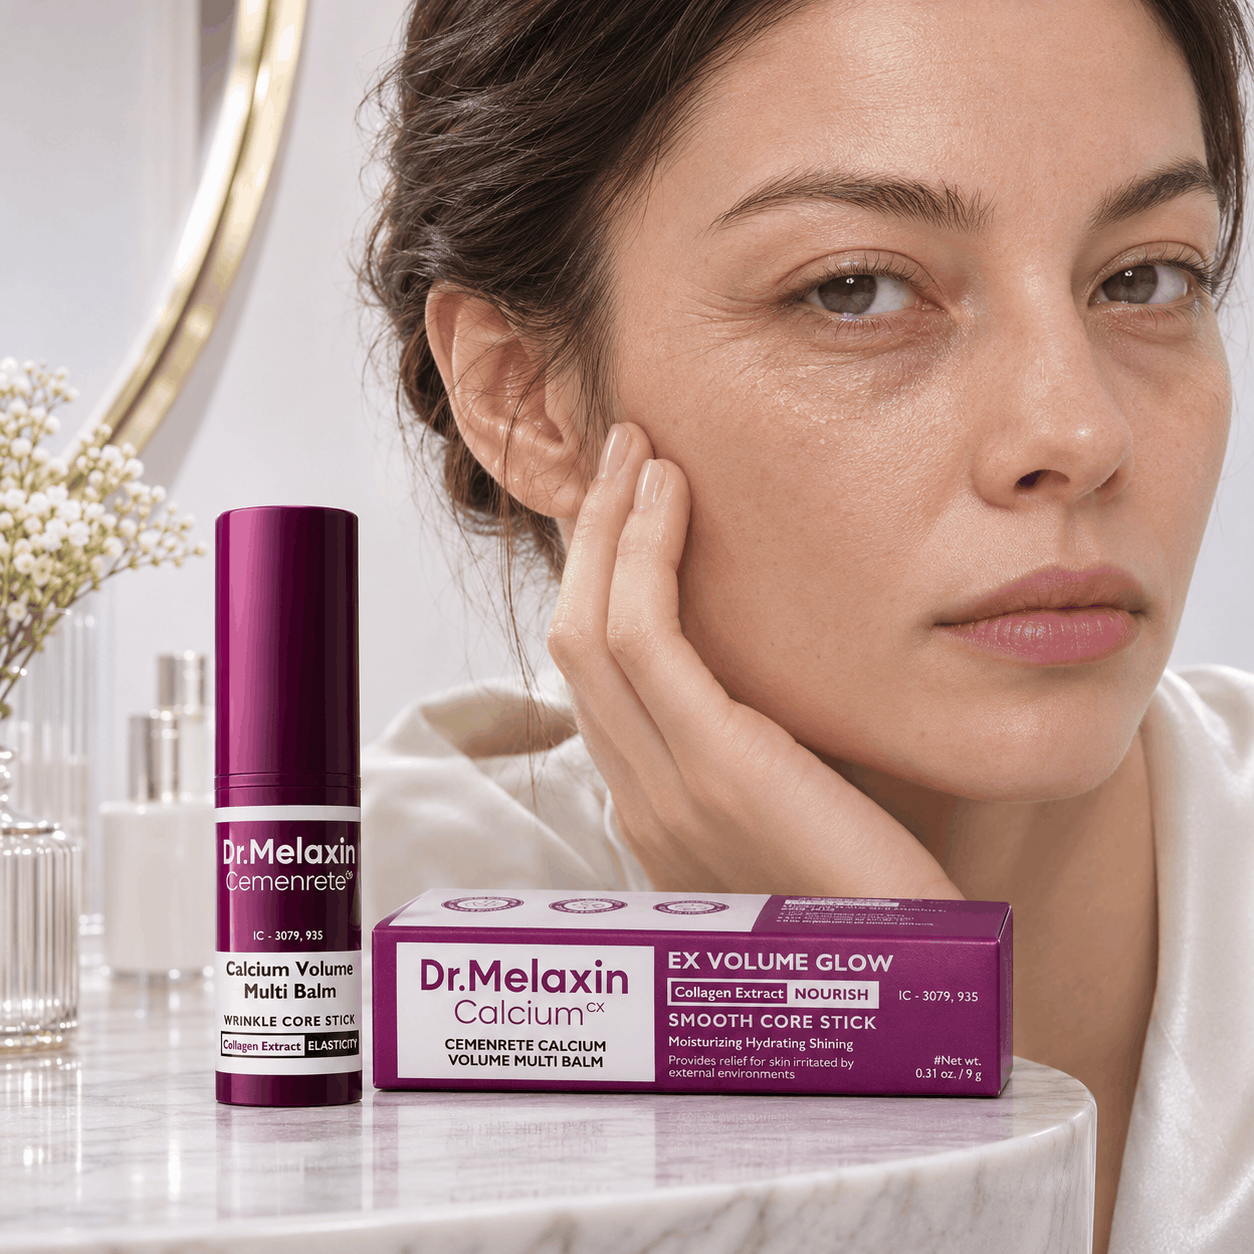 Dr.Melaxin
Cemenrete
IC - 3079, 935
Calcium Volume
Multi Balm
WRINKLE CORE STICK
Collagen Extract ELASTICITY
Dr.Melaxin
Calcium CX
CEMENRETE CALCIUM
VOLUME MULTI BALM
EX VOLUME GLOW
Collagen Extract NOURISH
IC - 3079, 935
SMOOTH CORE STICK
Moisturizing Hydrating Shining
Provides relief for skin irritated by
external environments
#Net wt.
0.31 oz. / 9 g